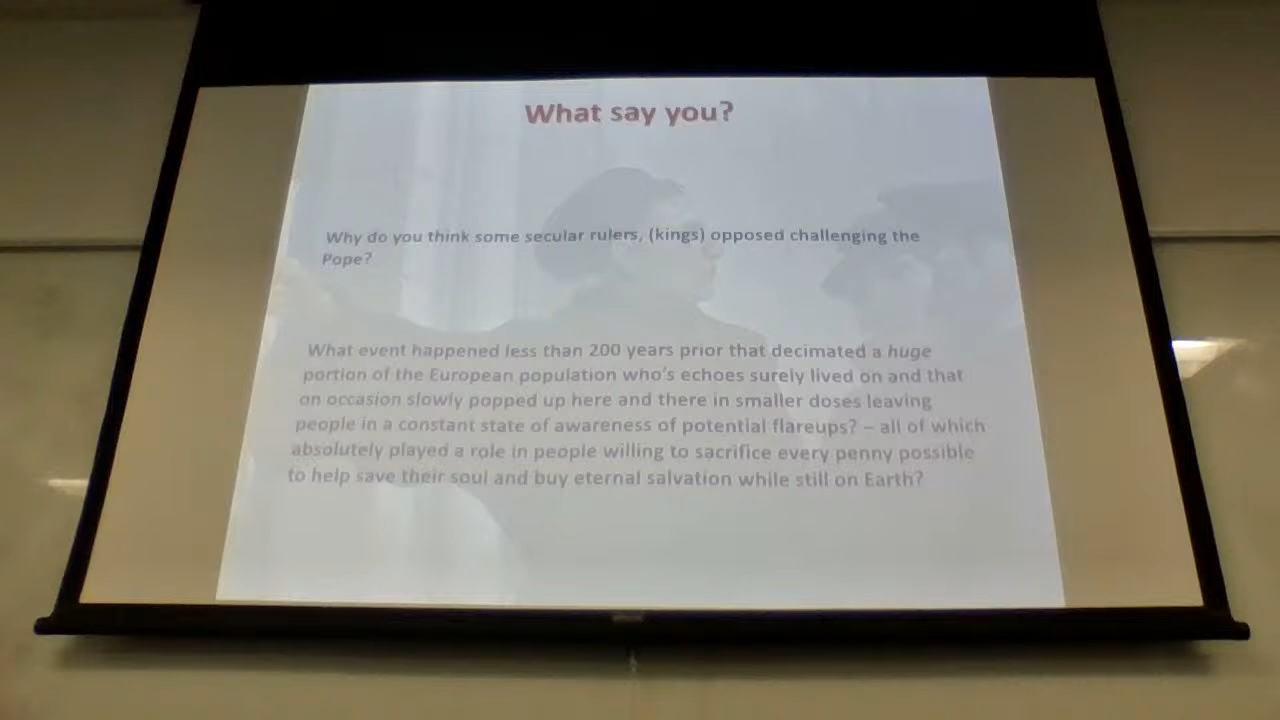 What say you?
Why do you think some secular rulers, (kings) opposed challenging the
Pope?
What event happened less than 200 years prior that decimated a huge
portion of the European population who's echoes surely lived on and that
on occasion slowly popped up here and there in smaller doses leaving
people in a constant state of awareness of potential flareups? – all of which
absolutely played a role in people willing to sacrifice every penny possible
to help save their soul and buy eternal salvation while still on Earth?